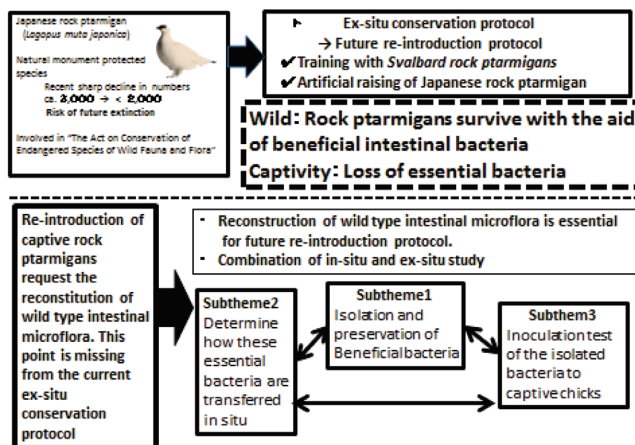 Japanese rock ptarmigan
(Lagopus muta japonica)
Natural monument protected
species
Recent sharp decline in numbers
ca. 3,000 → < 2,000
Risk of future extinction
Involved in "The Act on Conservation of
Endangered Species of Wild Fauna and Flora"
Ex-situ conservation protocol
→ Future re-introduction protocol
✔Training with Svalbard rock ptarmigans
✔Artificial raising of Japanese rock ptarmigan
Wild: Rock ptarmigans survive with the aid
of beneficial intestinal bacteria
Captivity: Loss of essential bacteria
Re-introduction of
captive rock
ptarmigans
request the
reconstitution of
wild type intestinal
microflora. This
point is missing
from the current
ex-situ
conservation
protocol
- Reconstruction of wild type intestinal microflora is essential
for future re-introduction protocol.
- Combination of in-situ and ex-situ study
Subtheme2
Determine
how these
essential
bacteria are
transferred
in situ
Subtheme1
Isolation and
preservation of
Beneficial bacteria
Subthem3
Inoculation test
of the isolated
bacteria to
captive chicks